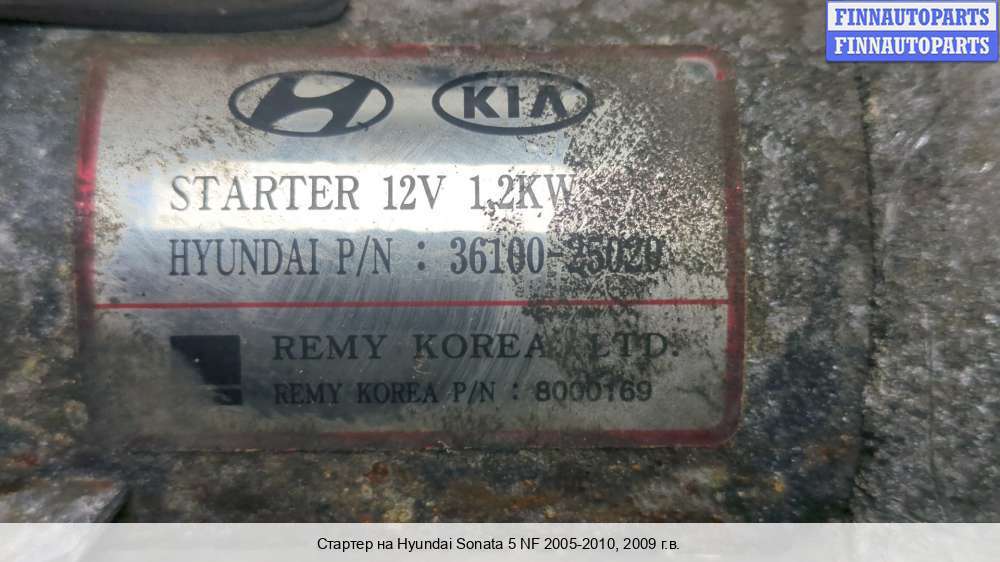 FINNAUTOPARTS
FINNAUTOPARTS
KIA
STARTER 12V 1.2KW
HYUNDAI P/N : 36100-25020
REMY KOREA LTD.
REMY KOREA P/N : 8000169
Стартер на Hyundai Sonata 5 NF 2005-2010, 2009 г.в.